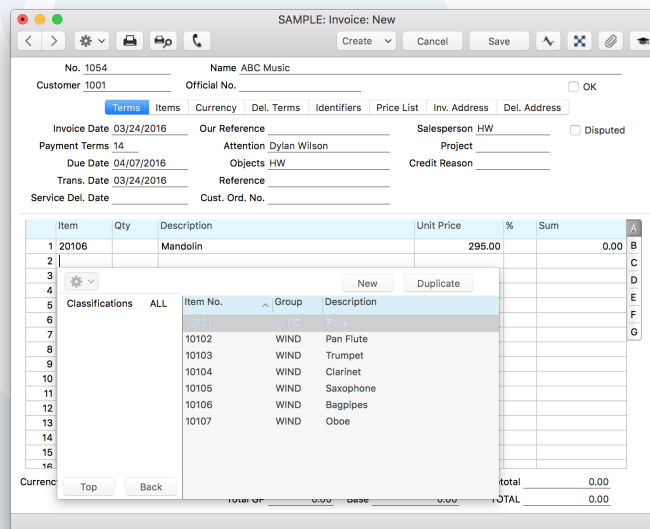 SAMPLE: Invoice: New
Create Cancel Save
No. 1054 Name ABC Music
Customer 1001 Official No. OK
Terms Items Currency Del. Terms Identifiers Price List Inv. Address Del. Address
Invoice Date 03/24/2016 Our Reference Salesperson HW Disputed
Payment Terms 14 Attention Dylan Wilson Project
Due Date 04/07/2016 Objects HW Credit Reason
Trans. Date 03/24/2016 Reference
Service Del. Date Cust. Ord. No.
Item Qty Description Unit Price % Sum A
1 20106 Mandolin 295.00 0.00 B
2 C
3 New Duplicate D
4
5 Classifications ALL Item No. Group Description E
6 10101 WIND Flute F
7 10102 WIND Pan Flute G
8 10103 WIND Trumpet
9
10 10104 WIND Clarinet
11 10105 WIND Saxophone
12 10106 WIND Bagpipes
13 10107 WIND Oboe
14
15
16
Top Back 0.00
0.00 Base 0.00 TOTAL 0.00